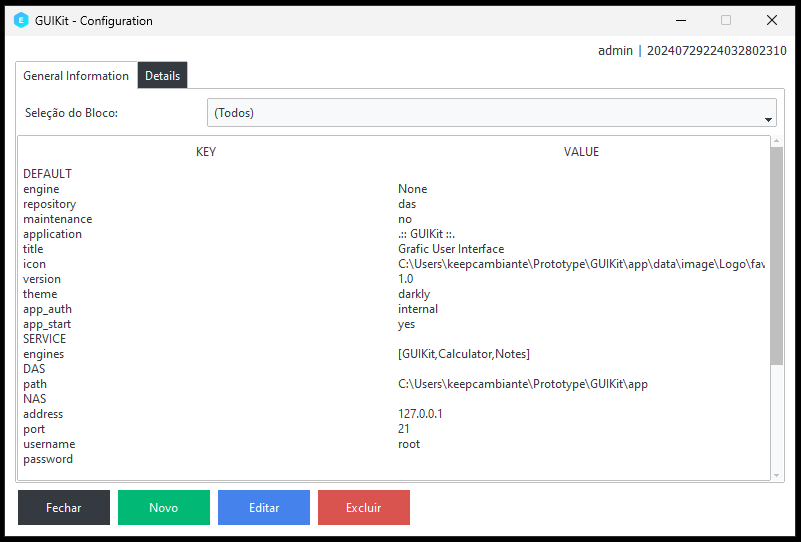 GUIKit - Configuration
admin | 20240729224032802310
General Information Details
Seleção do Bloco: (Todos)
KEY VALUE
DEFAULT
engine None
repository das
maintenance no
application .:: GUIKit ::.
title Grafic User Interface
icon C:\Users\keepcambiante\Prototype\GUIKit\app\data\image\Logo\fav
version 1.0
theme darkly
app_auth internal
app_start yes
SERVICE
engines [GUIKit,Calculator,Notes]
DAS
path C:\Users\keepcambiante\Prototype\GUIKit\app
NAS
address 127.0.0.1
port 21
username root
password
Fechar Novo Editar Excluir